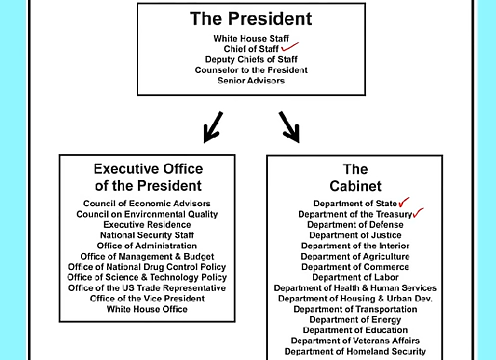 The President
White House Staff
Chief of Staff
Deputy Chiefs of Staff
Counselor to the President
Senior Advisors
Executive Office
of the President
Council of Economic Advisors
Council on Environmental Quality
Executive Residence
National Security Staff
Office of Administration
Office of Management & Budget
Office of National Drug Control Policy
Office of Science & Technology Policy
Office of the US Trade Representative
Office of the Vice President
White House Office
The
Cabinet
Department of State
Department of the Treasury
Department of Defense
Department of Justice
Department of the Interior
Department of Agriculture
Department of Commerce
Department of Labor
Department of Health & Human Services
Department of Housing & Urban Dev.
Department of Transportation
Department of Energy
Department of Education
Department of Veterans Affairs
Department of Homeland Security